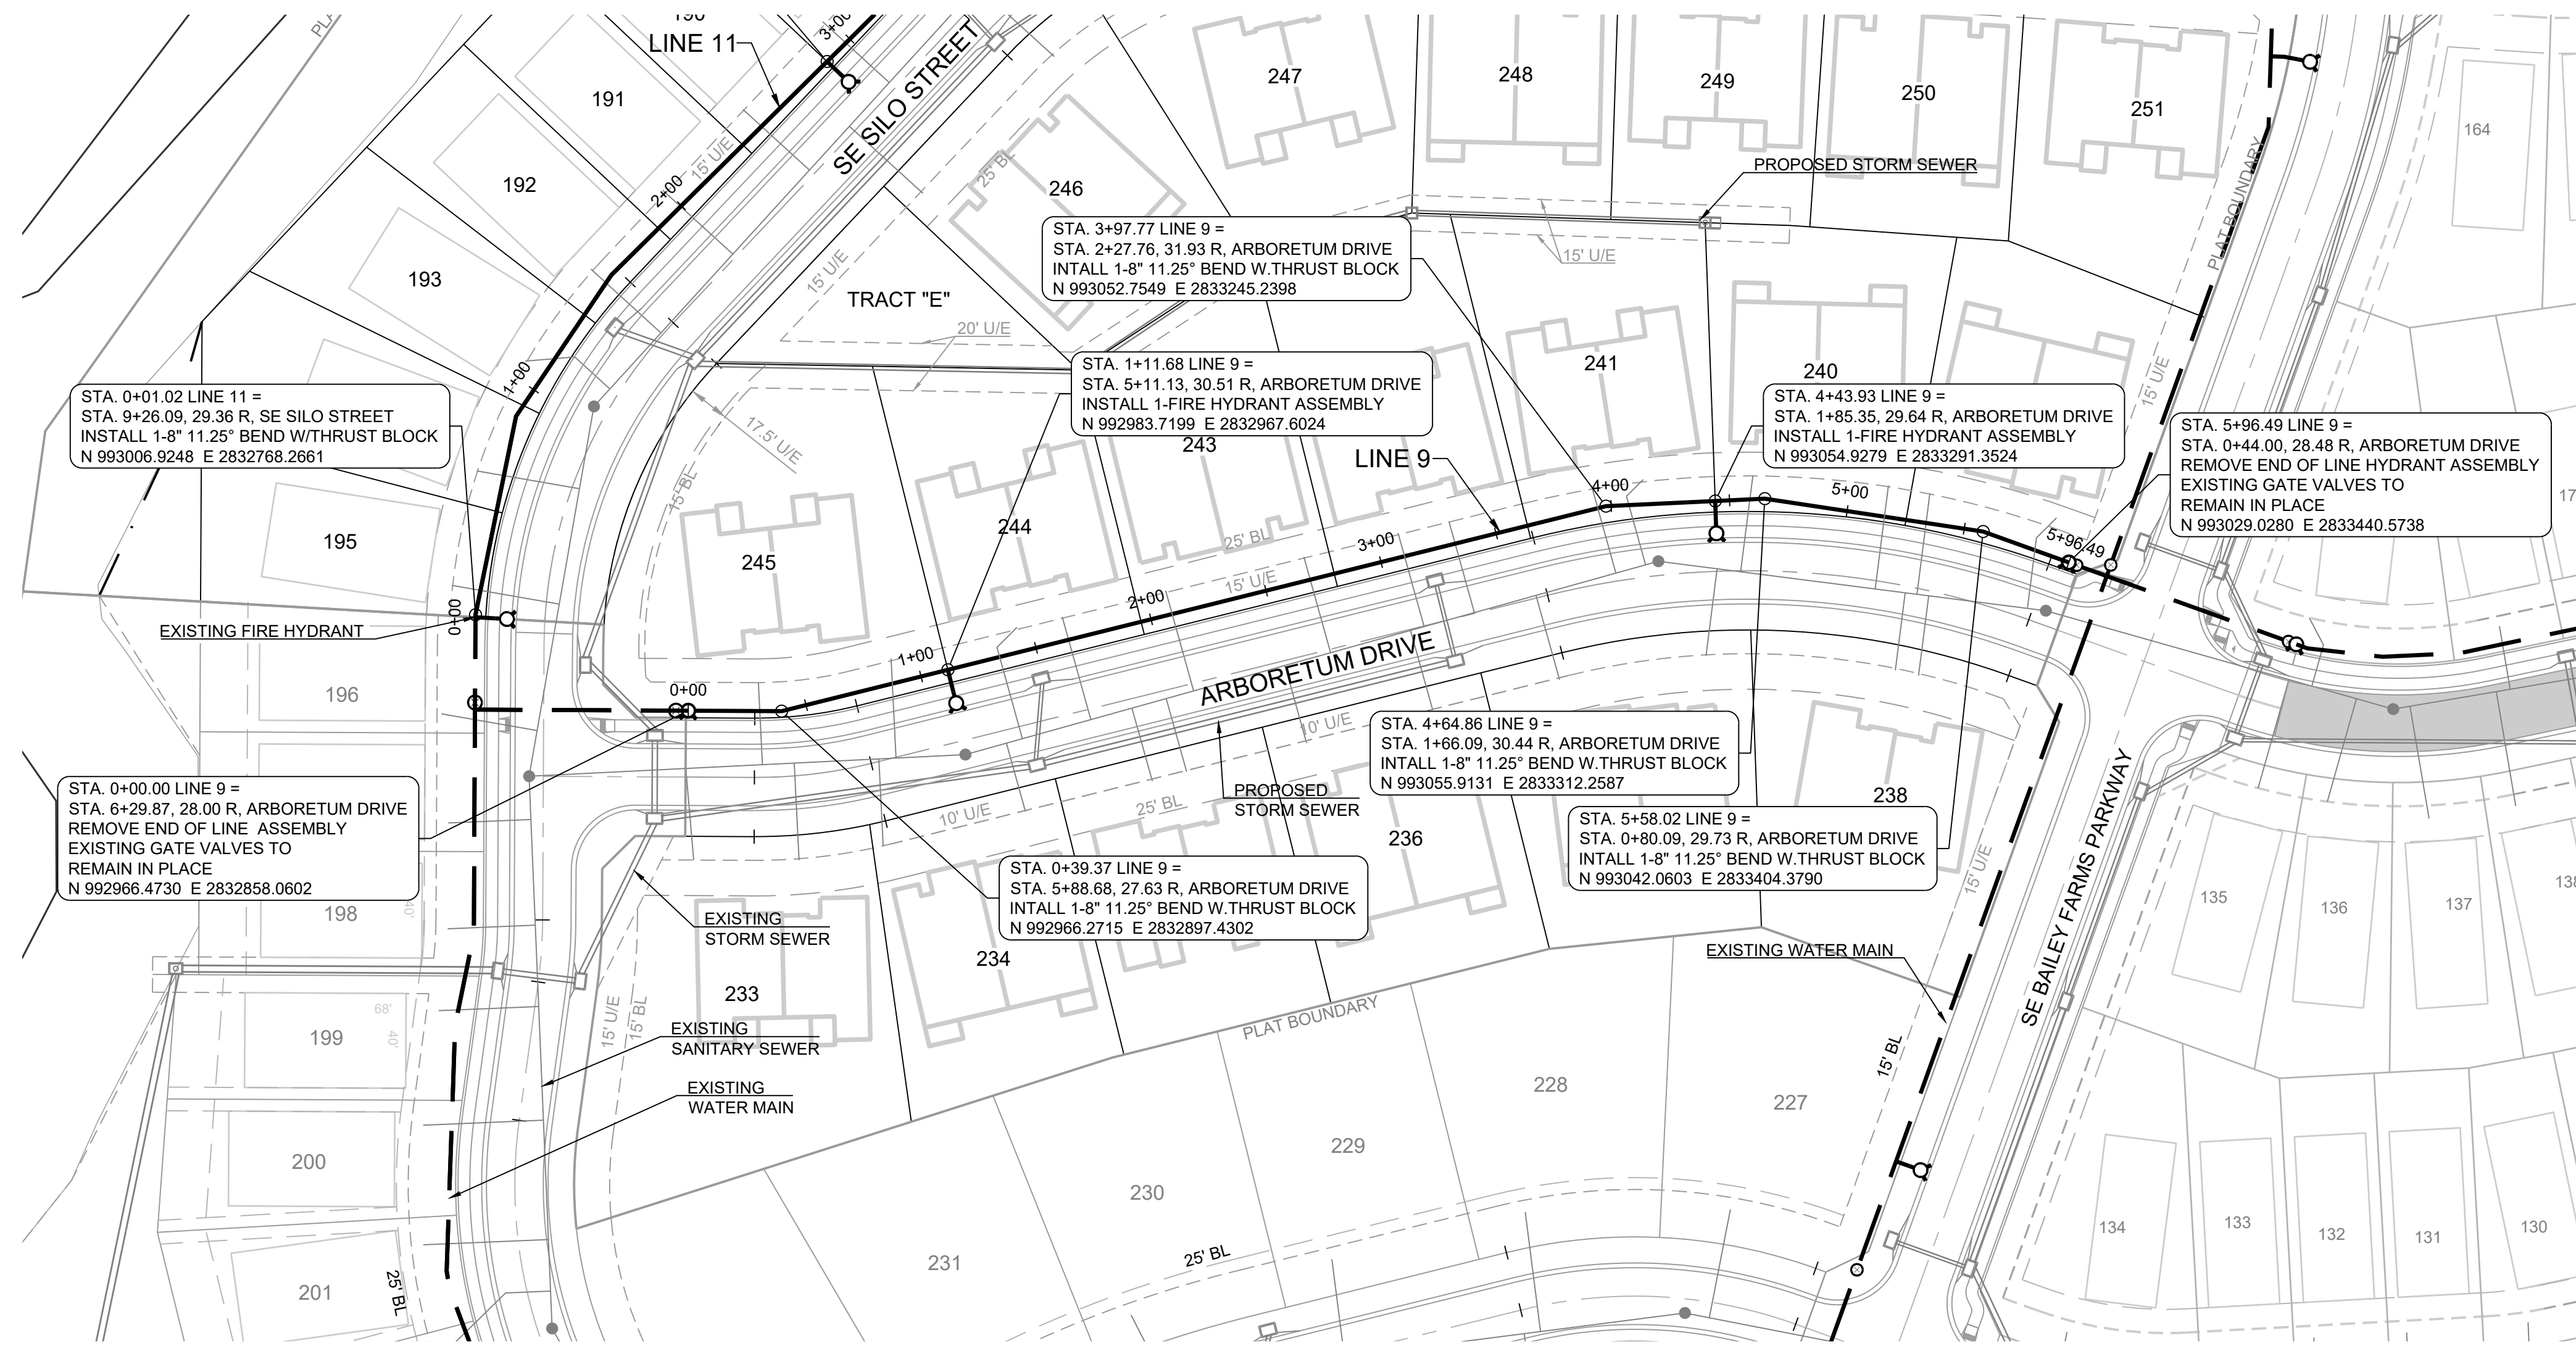 LINE 11
3+00
SE SILO STREET
191
192
193
195
15' U/E
2+00
1+00
0+00
25' BL
15' U/E
246
247
248
249
250
251
164
PROPOSED STORM SEWER
15' U/E
PLAT BOUNDARY
15' U/E
TRACT "E"
20' U/E
17.5' U/E
15' BL
STA. 3+97.77 LINE 9 =
STA. 2+27.76, 31.93 R, ARBORETUM DRIVE
INTALL 1-8" 11.25° BEND W.THRUST BLOCK
N 993052.7549 E 2833245.2398
STA. 1+11.68 LINE 9 =
STA. 5+11.13, 30.51 R, ARBORETUM DRIVE
INSTALL 1-FIRE HYDRANT ASSEMBLY
N 992983.7199 E 2832967.6024
STA. 0+01.02 LINE 11 =
STA. 9+26.09, 29.36 R, SE SILO STREET
INSTALL 1-8" 11.25° BEND W/THRUST BLOCK
N 993006.9248 E 2832768.2661
STA. 4+43.93 LINE 9 =
STA. 1+85.35, 29.64 R, ARBORETUM DRIVE
INSTALL 1-FIRE HYDRANT ASSEMBLY
N 993054.9279 E 2833291.3524
STA. 5+96.49 LINE 9 =
STA. 0+44.00, 28.48 R, ARBORETUM DRIVE
REMOVE END OF LINE HYDRANT ASSEMBLY
EXISTING GATE VALVES TO
REMAIN IN PLACE
N 993029.0280 E 2833440.5738
241
240
243
244
245
LINE 9
25' BL
15' U/E
0+00
1+00
2+00
3+00
4+00
5+00
5+96.49
EXISTING FIRE HYDRANT
196
ARBORETUM DRIVE
10' U/E
10' U/E
25' BL
PROPOSED
STORM SEWER
STA. 4+64.86 LINE 9 =
STA. 1+66.09, 30.44 R, ARBORETUM DRIVE
INTALL 1-8" 11.25° BEND W.THRUST BLOCK
N 993055.9131 E 2833312.2587
STA. 0+00.00 LINE 9 =
STA. 6+29.87, 28.00 R, ARBORETUM DRIVE
REMOVE END OF LINE ASSEMBLY
EXISTING GATE VALVES TO
REMAIN IN PLACE
N 992966.4730 E 2832858.0602
STA. 5+58.02 LINE 9 =
STA. 0+80.09, 29.73 R, ARBORETUM DRIVE
INTALL 1-8" 11.25° BEND W.THRUST BLOCK
N 993042.0603 E 2833404.3790
STA. 0+39.37 LINE 9 =
STA. 5+88.68, 27.63 R, ARBORETUM DRIVE
INTALL 1-8" 11.25° BEND W.THRUST BLOCK
N 992966.2715 E 2832897.4302
236
238
234
233
198
40'
EXISTING
STORM SEWER
EXISTING WATER MAIN
15' U/E
SE BAILEY FARMS PARKWAY
135
136
137
PLAT BOUNDARY
15' U/E
15' BL
68'
40'
199
EXISTING
SANITARY SEWER
EXISTING
WATER MAIN
15' BL
200
201
25' BL
227
228
229
230
231
25' BL
134
133
132
131
130